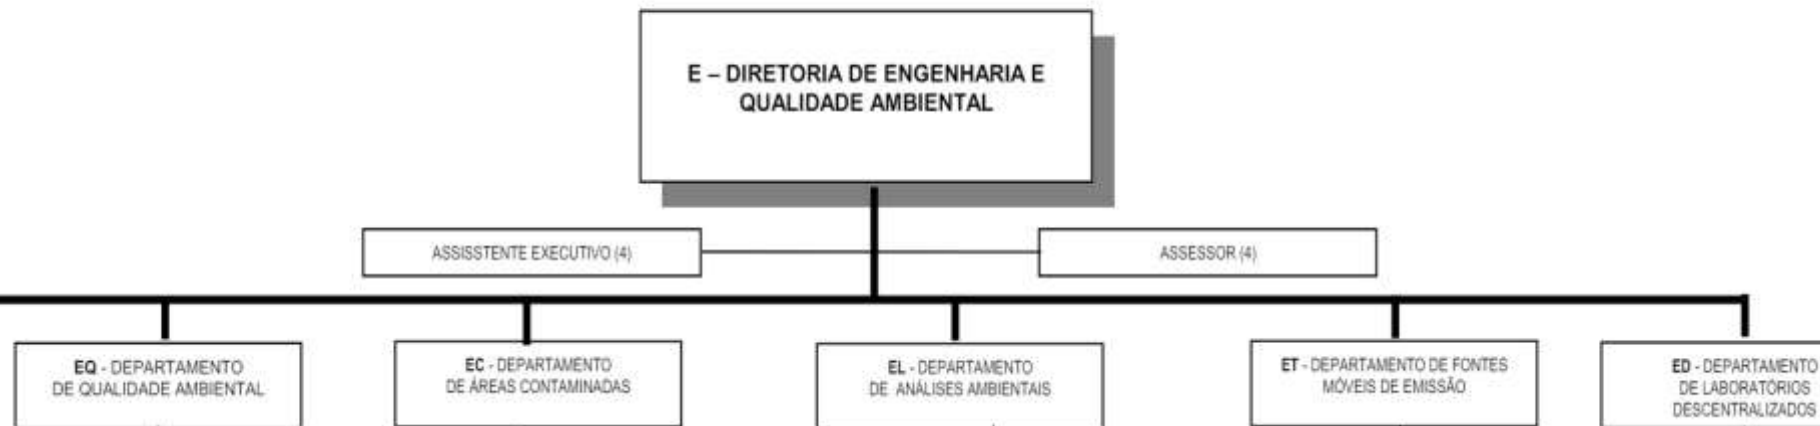 E – DIRETORIA DE ENGENHARIA E
QUALIDADE AMBIENTAL
ASSISSTENTE EXECUTIVO (4)
ASSESSOR (4)
EQ - DEPARTAMENTO
DE QUALIDADE AMBIENTAL
EC - DEPARTAMENTO
DE ÁREAS CONTAMINADAS
EL - DEPARTAMENTO
DE ANÁLISES AMBIENTAIS
ET - DEPARTAMENTO DE FONTES
MÓVEIS DE EMISSÃO
ED - DEPARTAMENTO
DE LABORATÓRIOS
DESCENTRALIZADOS